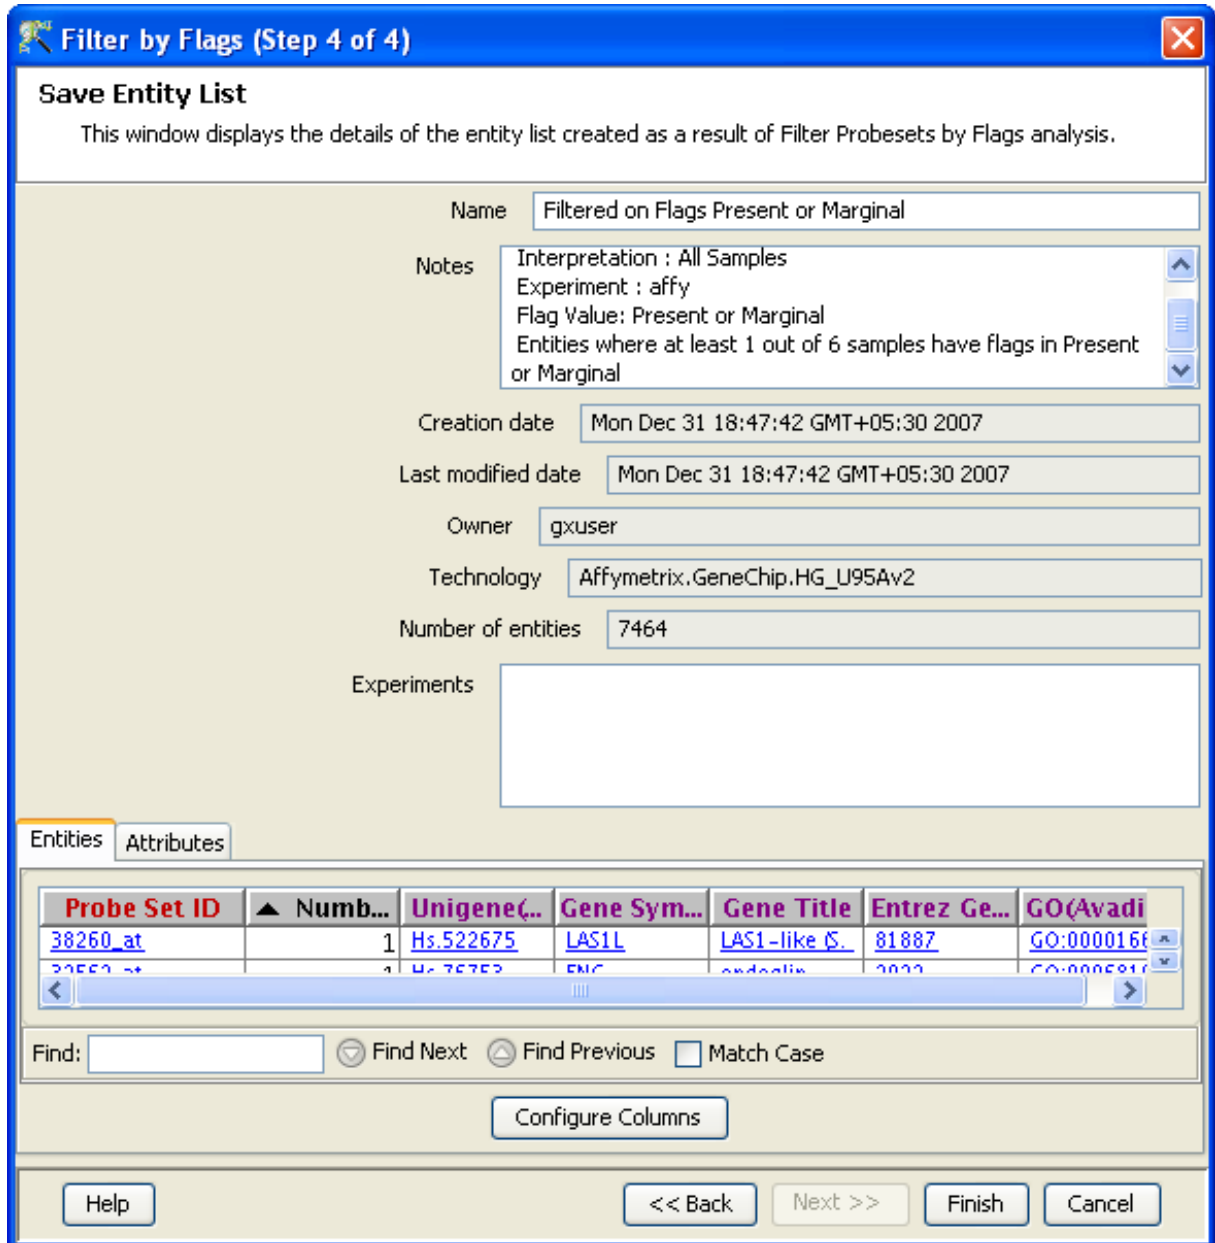 Filter by Flags (Step 4 of 4)
Save Entity List
This window displays the details of the entity list created as a result of Filter Probesets by Flags analysis.
Name Filtered on Flags Present or Marginal
Notes Interpretation : All Samples
Experiment : affy
Flag Value: Present or Marginal
Entities where at least 1 out of 6 samples have flags in Present
or Marginal
Creation date Mon Dec 31 18:47:42 GMT+05:30 2007
Last modified date Mon Dec 31 18:47:42 GMT+05:30 2007
Owner gxuser
Technology Affymetrix.GeneChip.HG_U95Av2
Number of entities 7464
Experiments
Entities Attributes
Probe Set ID ▲ Numb... Unigene(... Gene Sym... Gene Title Entrez Ge... GO(Avadi
38260_at 1 Hs.522675 LAS1L LAS1-like (S. 81887 GO:0000166
1 Hs.76753 ENG endoglin
Find: Find Next Find Previous Match Case
Configure Columns
Help << Back Next >> Finish Cancel